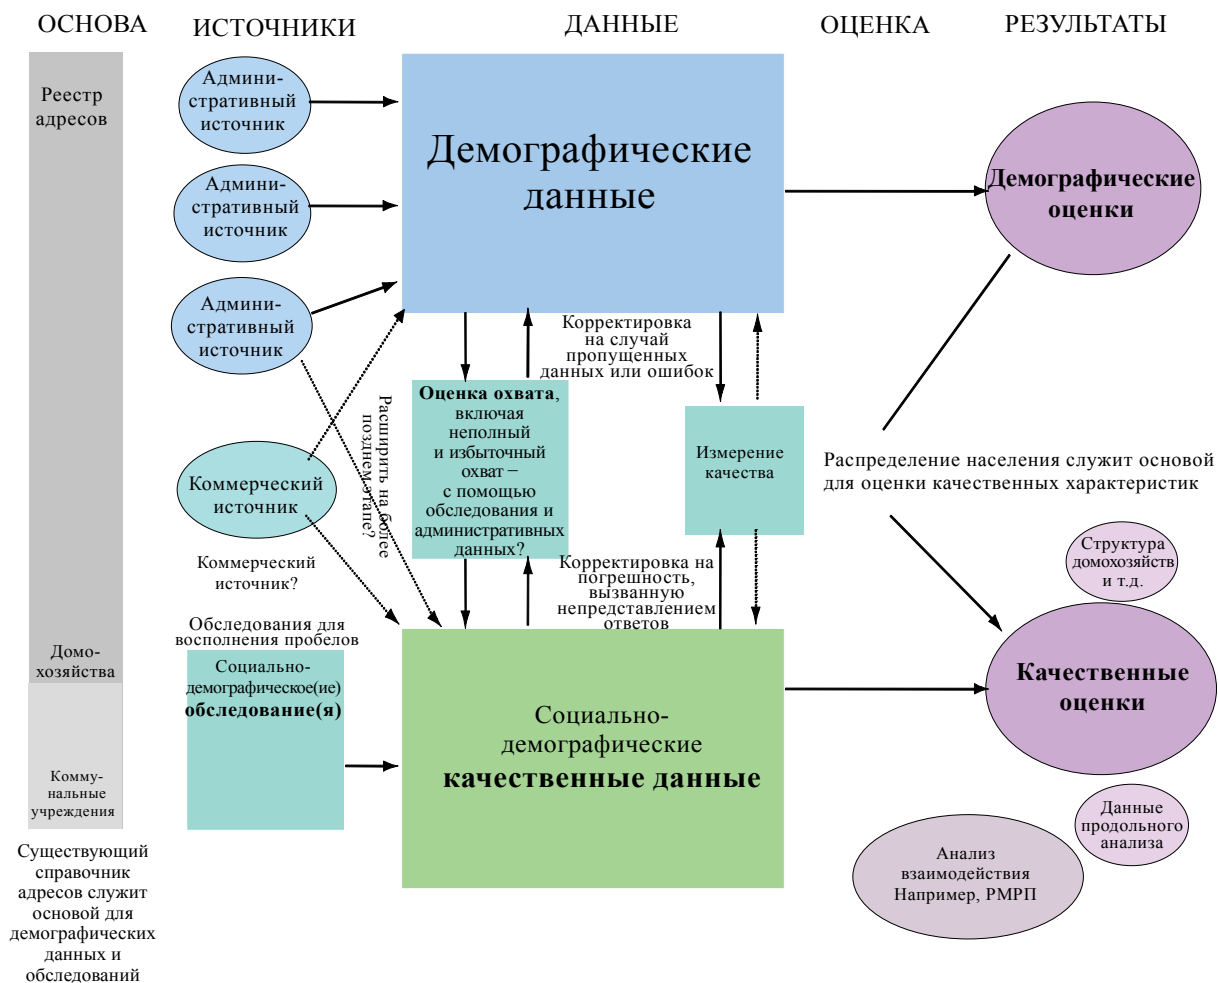 ОСНОВА
ИСТОЧНИКИ
ДАННЫЕ
ОЦЕНКА
РЕЗУЛЬТАТЫ
Реестр
адресов
Домо-
хозяйства
Комму-
нальные
учреждения
Существующий
справочник
адресов служит
основой для
демографических
данных и
обследований
Админи-
стративный
источник
Админи-
стративный
источник
Админи-
стративный
источник
Коммерческий
источник
Коммерческий
источник?
Расширить на более
позднем этапе?
Обследования для
восполнения пробелов
Социально-
демографическое(ие)
обследование(я)
Демографические
данные
Оценка охвата,
включая
неполный
и избыточный
охват –
с помощью
обследования и
административных
данных?
Корректировка
на случай
пропущенных
данных или ошибок
Измерение
качества
Корректировка на
погрешность,
вызванную
непредставлением
ответов
Социально-
демографические
качественные данные
Демографические
оценки
Распределение населения служит основой
для оценки качественных характеристик
Структура
домохозяйств
и т.д.
Качественные
оценки
Данные
продольного
анализа
Анализ
взаимодействия
Например, РМРП